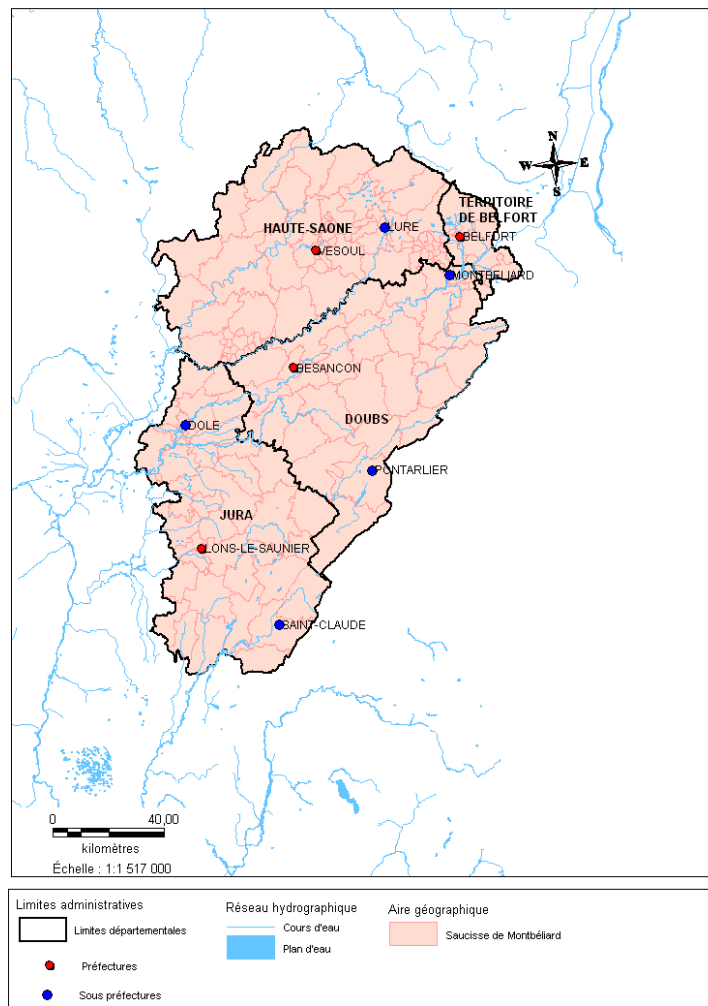 N
W E
S
TERRITOIRE
DE BELFORT
HAUTE-SAONE
LURE
BELFORT
VESOUL
MONTBELIARD
BESANCON
DOUBS
DOLE
PONTARLIER
JURA
LONS-LE-SAUNIER
SAINT-CLAUDE
0 40,00
kilomètres
Échelle : 1:1 517 000
Limites administratives
Limites départementales
Préfectures
Sous préfectures
Réseau hydrographique
Cours d'eau
Plan d'eau
Aire géographique
Saucisse de Montbéliard